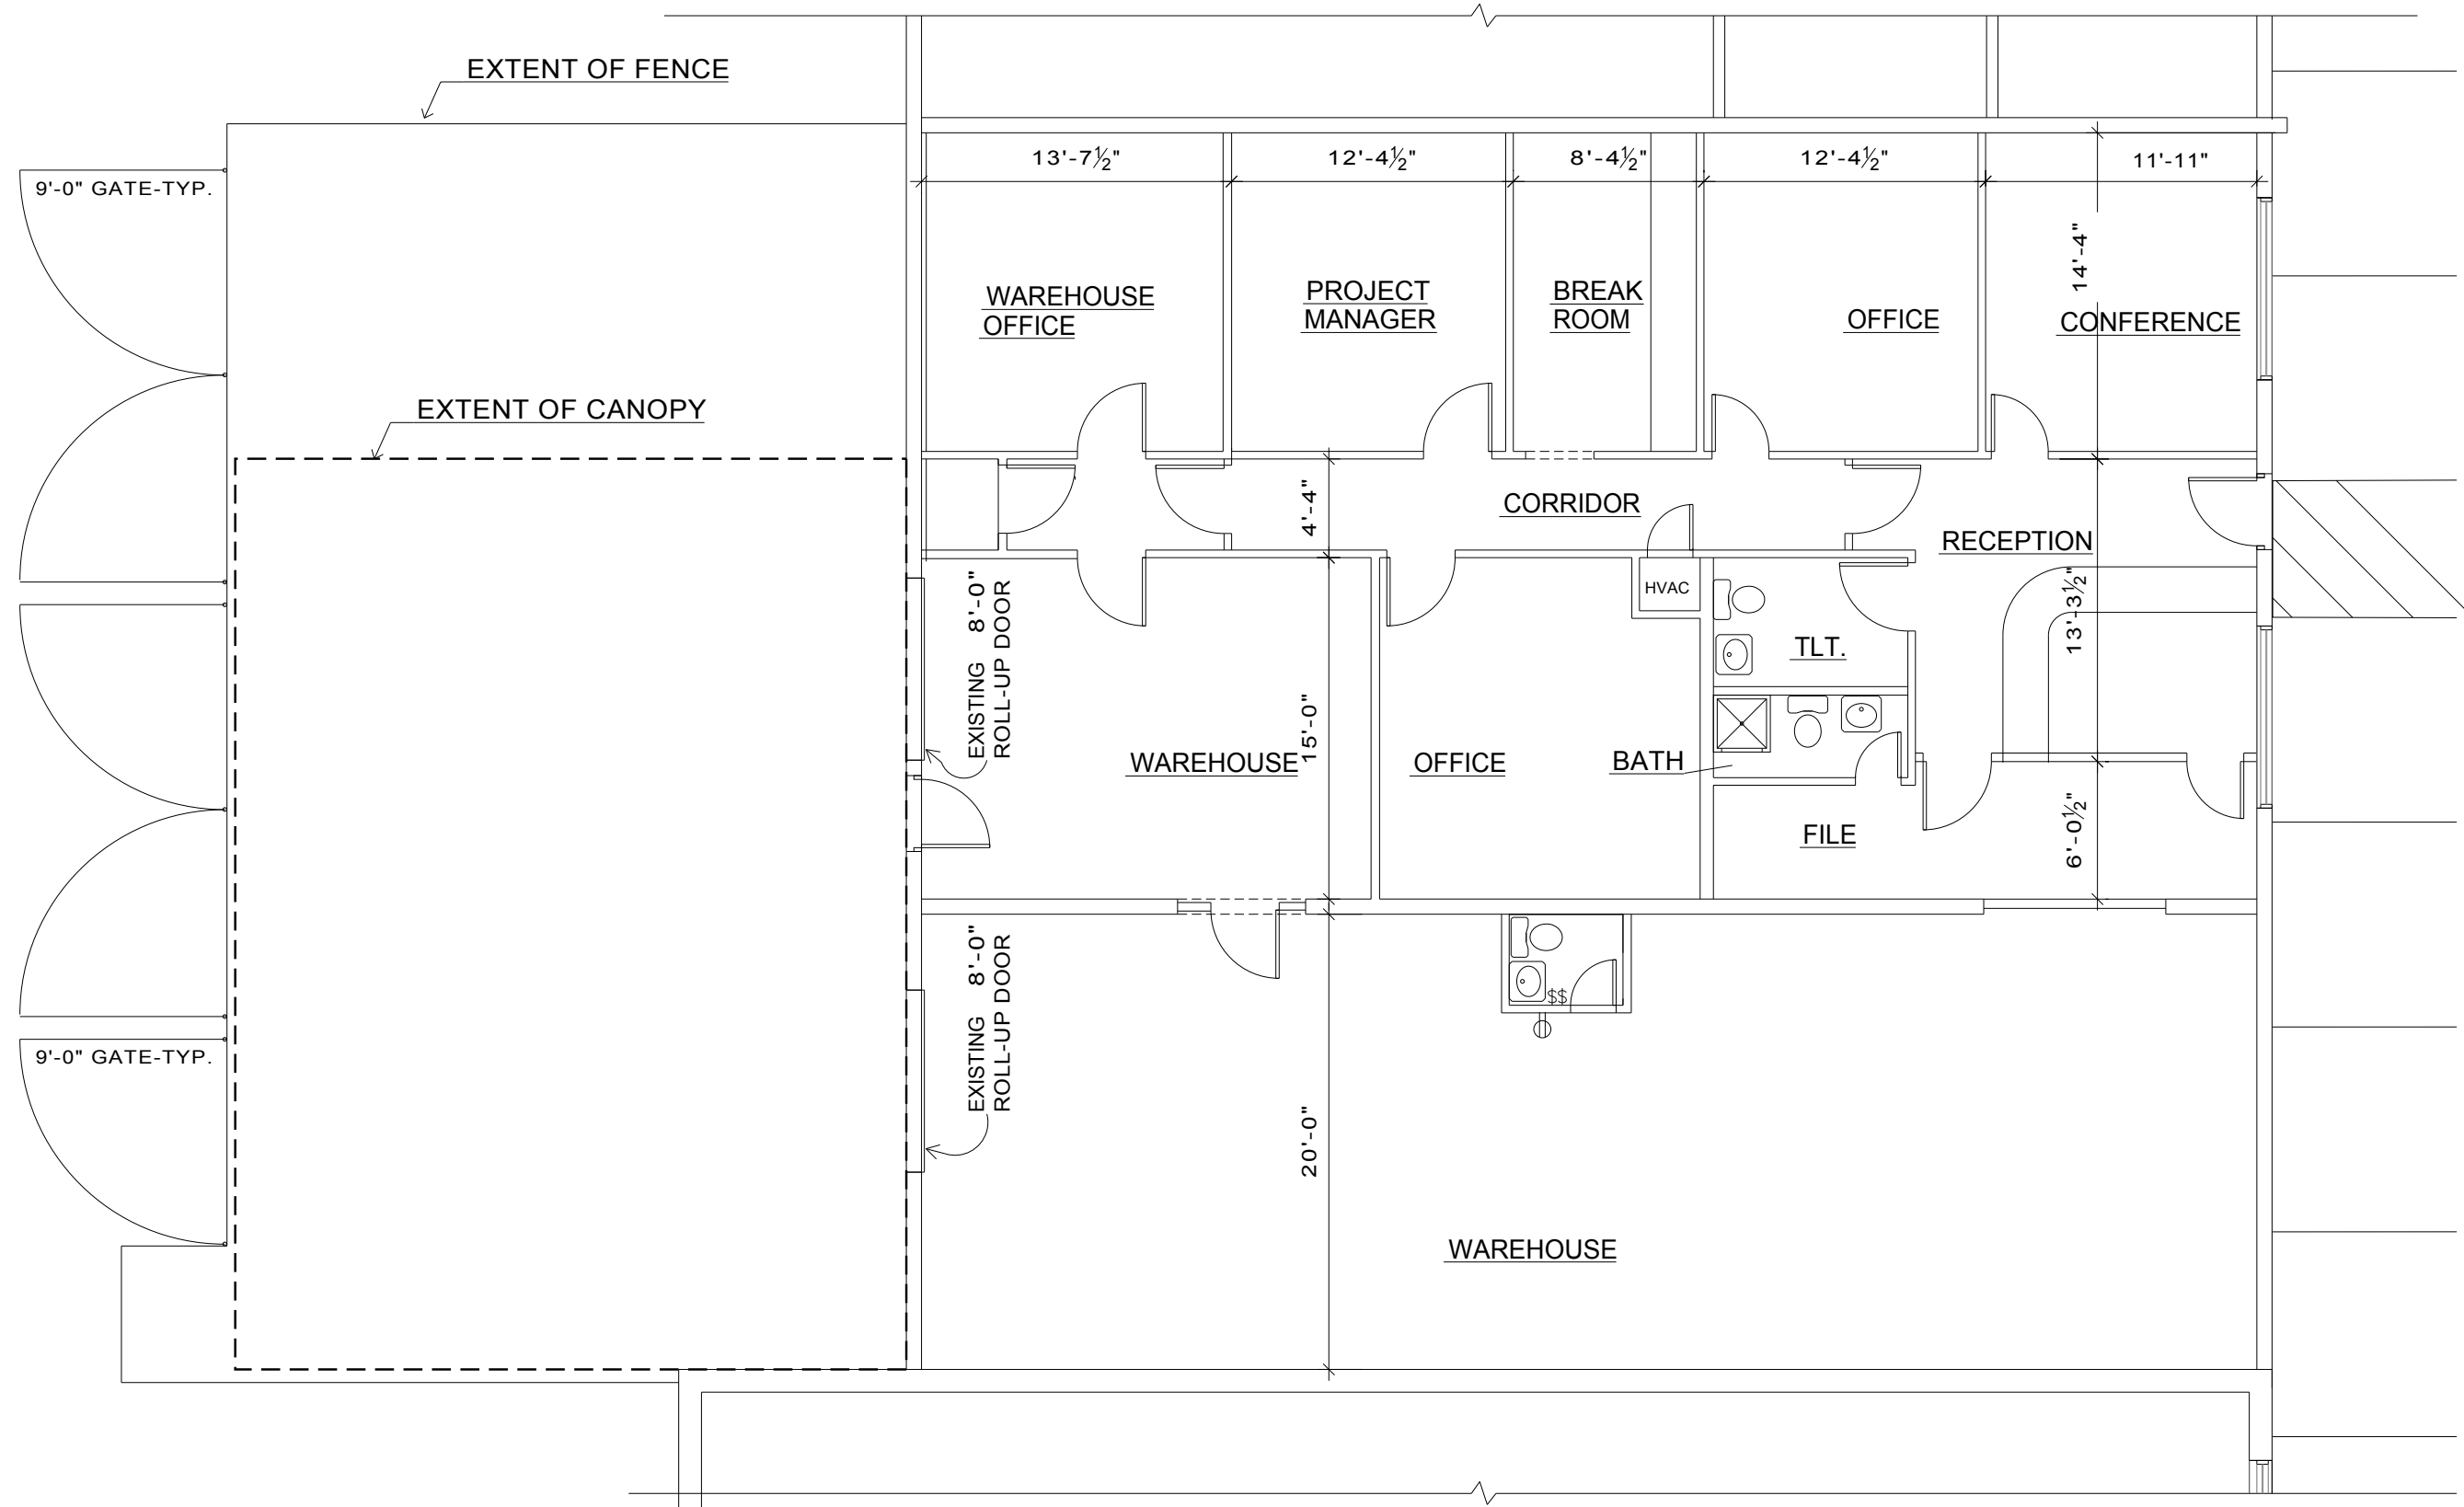 EXTENT OF FENCE
9'-0" GATE-TYP.
13'-7½"
12'-4½"
8'-4½"
12'-4½"
11'-11"
14'-4"
WAREHOUSE
OFFICE
PROJECT
MANAGER
BREAK
ROOM
OFFICE
CONFERENCE
EXTENT OF CANOPY
4'-4"
CORRIDOR
RECEPTION
HVAC
EXISTING 8'-0"
ROLL-UP DOOR
13'-3½"
TLT.
15'-0"
WAREHOUSE
OFFICE
BATH
FILE
6'-0½"
EXISTING 8'-0"
ROLL-UP DOOR
$$
9'-0" GATE-TYP.
20'-0"
WAREHOUSE